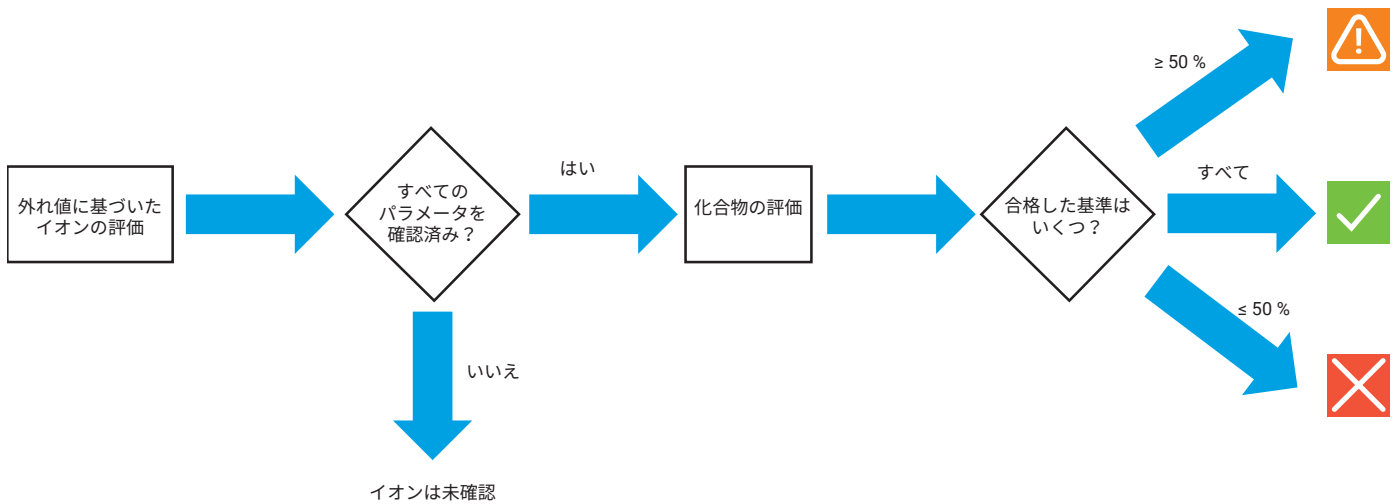 外れ値に基づいた
イオンの評価
すべての
パラメータを
確認済み？
はい
いいえ
イオンは未確認
化合物の評価
合格した基準は
いくつ？
≥ 50 %
すべて
≤ 50 %